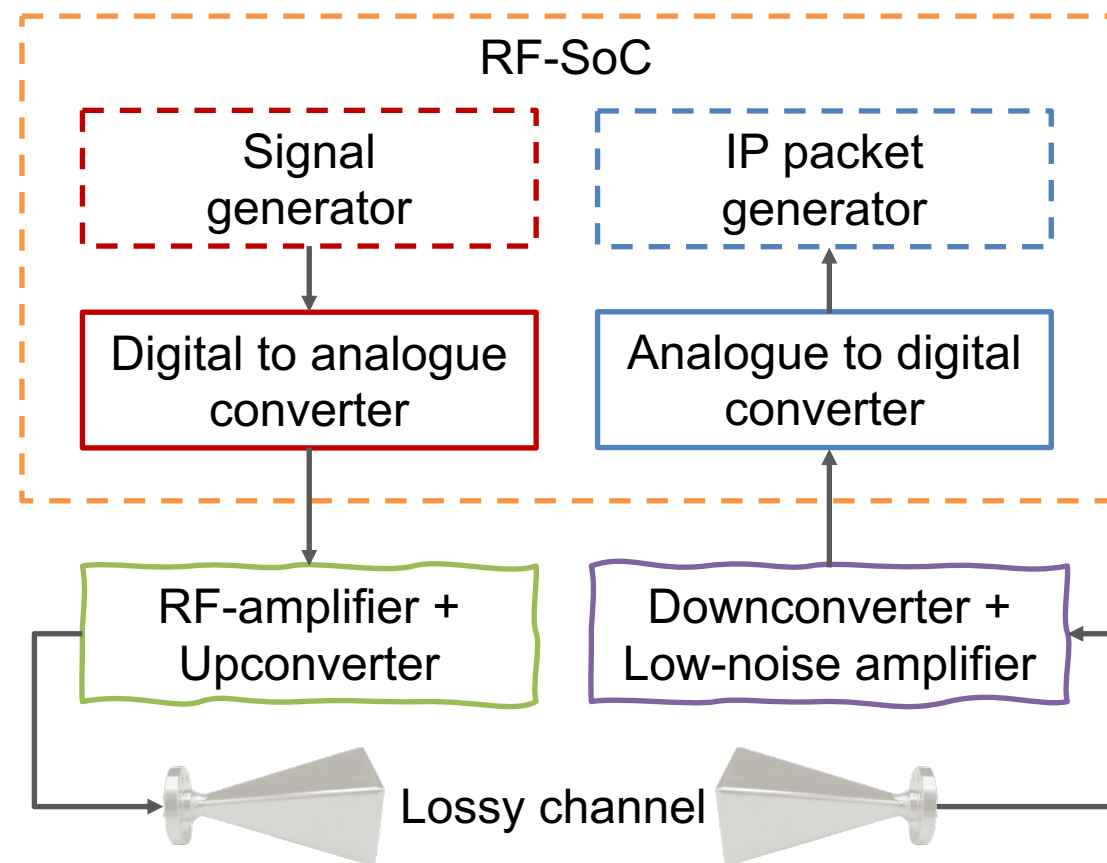 RF-SoC
Signal
generator
IP packet
generator
Digital to analogue
converter
Analogue to digital
converter
RF-amplifier +
Upconverter
Downconverter +
Low-noise amplifier
Lossy channel